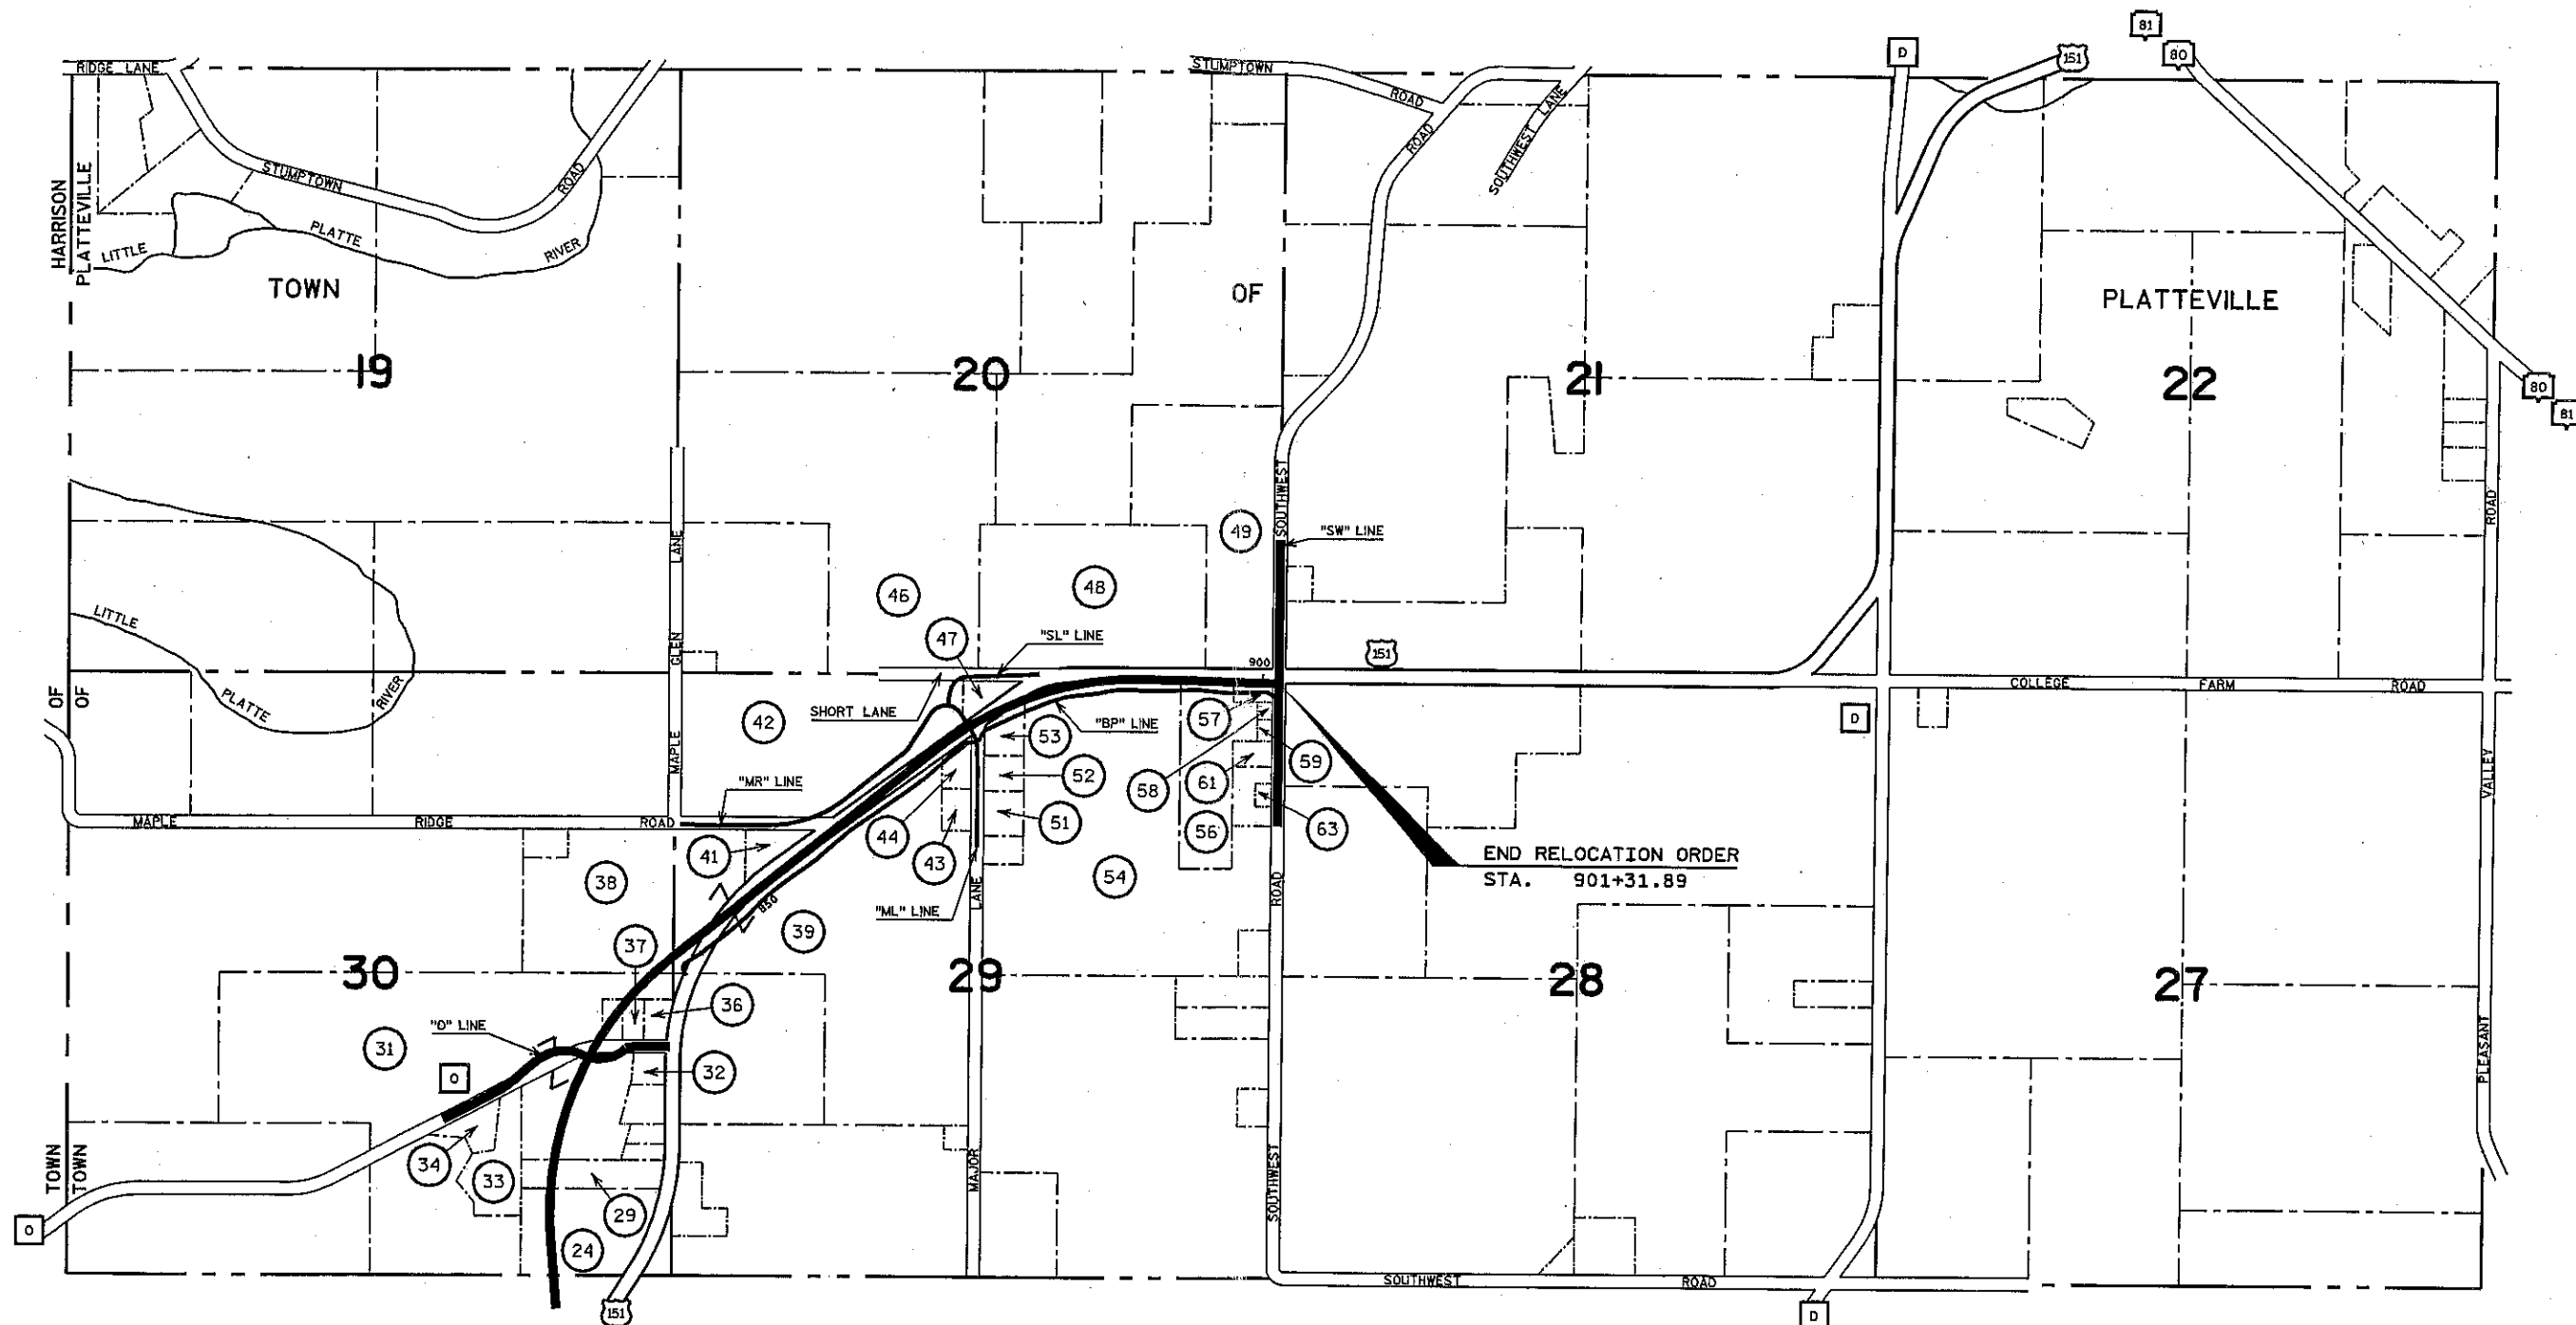 81
80
D
151
RIDGE LANE
STUMPTOWN
ROAD
ROAD
SOUTHWEST LANE
HARRISON
PLATTEVILLE
STUMPTOWN
ROAD
LITTLE
PLATTE
RIVER
TOWN
OF
PLATTEVILLE
19
20
21
22
80
81
SOUTHWEST
"SW" LINE
49
ROAD
LANE
48
46
LITTLE
47
"SL" LINE
GLEN
900
151
OF
OF
PLATTE
RIVER
COLLEGE
FARM
ROAD
SHORT LANE
42
"BP" LINE
57
D
53
MAPLE
52
59
VALLEY
"MR" LINE
58
61
MAPLE
RIDGE
ROAD
51
44
56
63
41
43
END RELOCATION ORDER
STA. 901+31.89
38
54
LANE
ROAD
850
"ML" LINE
39
37
30
29
28
27
36
"O" LINE
31
32
O
PLEASANT
TOWN
TOWN
34
33
MAJOR
SOUTHWEST
29
O
24
SOUTHWEST
ROAD
151
D